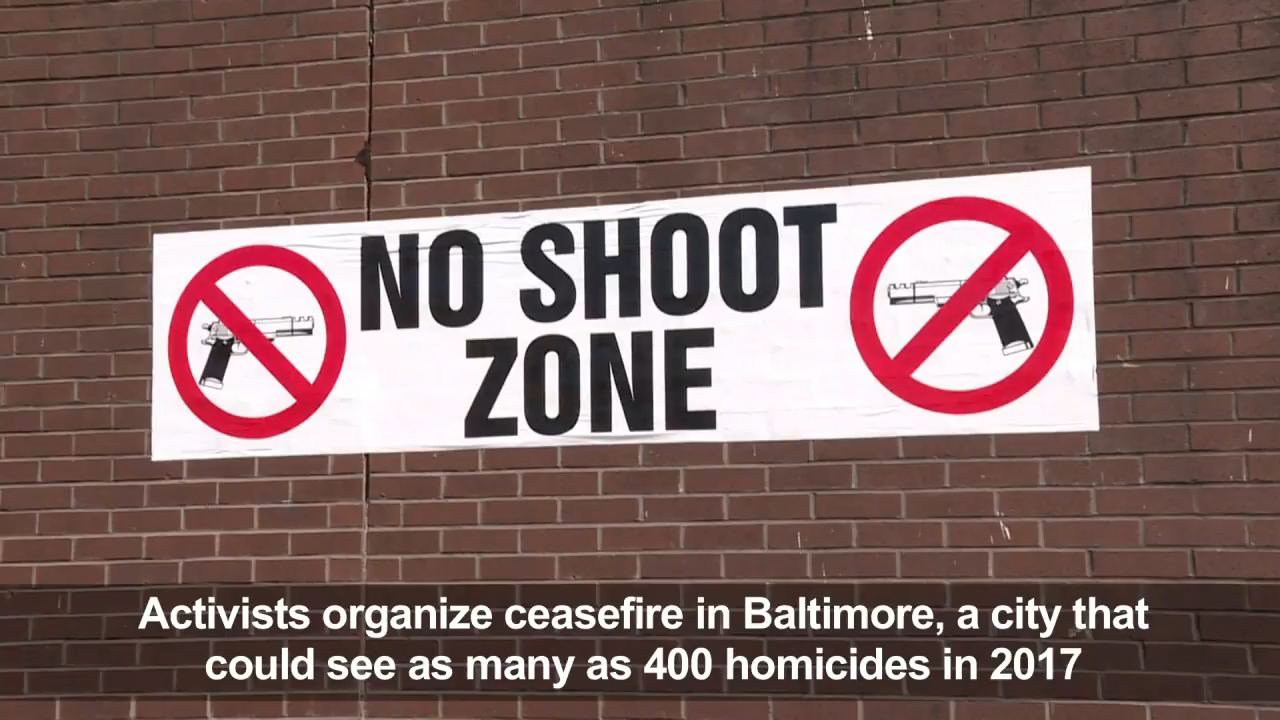 NO SHOOT
ZONE
Activists organize ceasefire in Baltimore, a city that
could see as many as 400 homicides in 2017